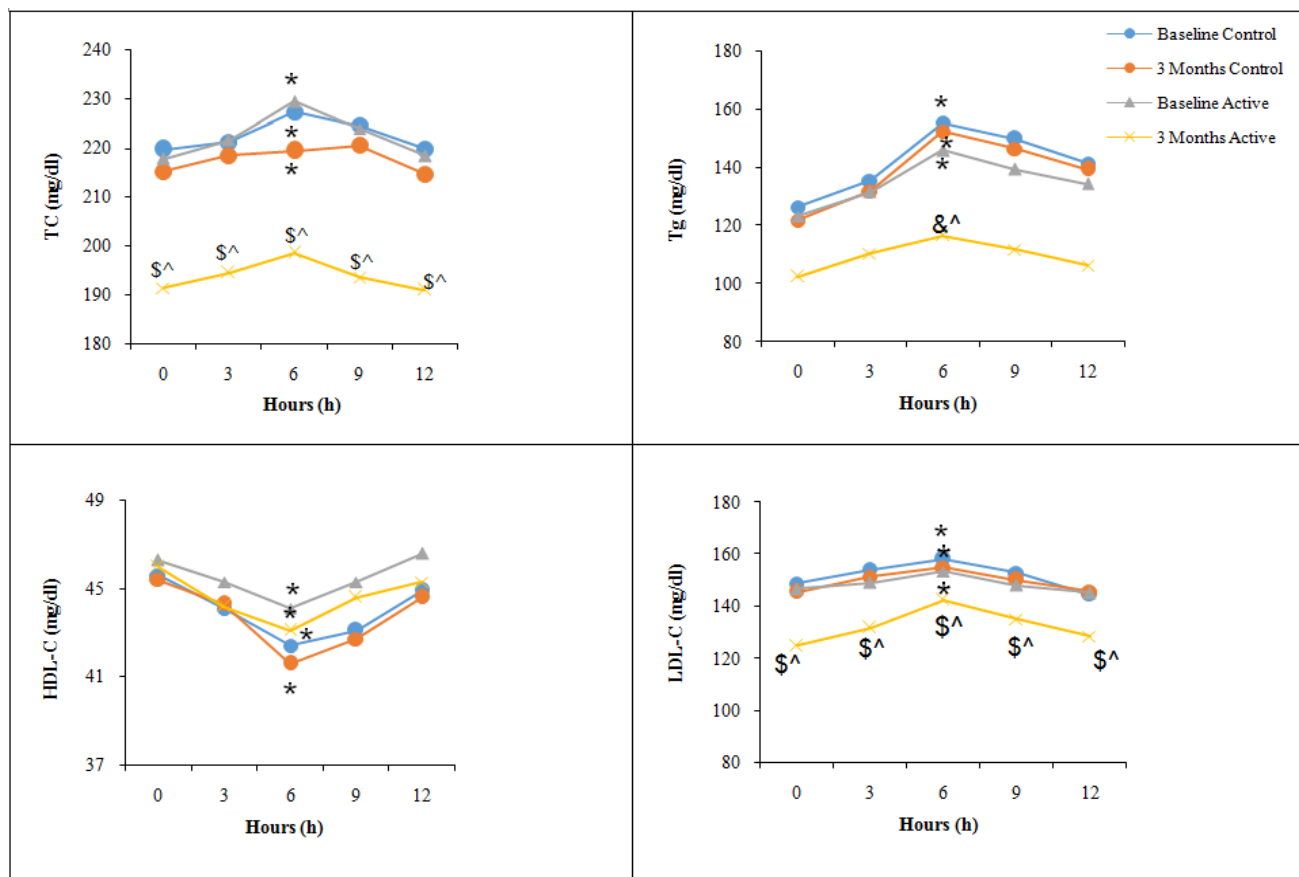 240
230
220
210
200
190
180
TC (mg/dl)
*
*
*
$^
$^
$^
$^
$^
0 3 6 9 12
Hours (h)
180
160
140
120
100
80
Tg (mg/dl)
Baseline Control
3 Months Control
Baseline Active
3 Months Active
*
*
*
&^
0 3 6 9 12
Hours (h)
49
45
41
37
HDL-C (mg/dl)
*
*
*
*
0 3 6 9 12
Hours (h)
180
160
140
120
100
80
LDL-C (mg/dl)
*
*
*
$^
$^
$^
$^
$^
0 3 6 9 12
Hours (h)